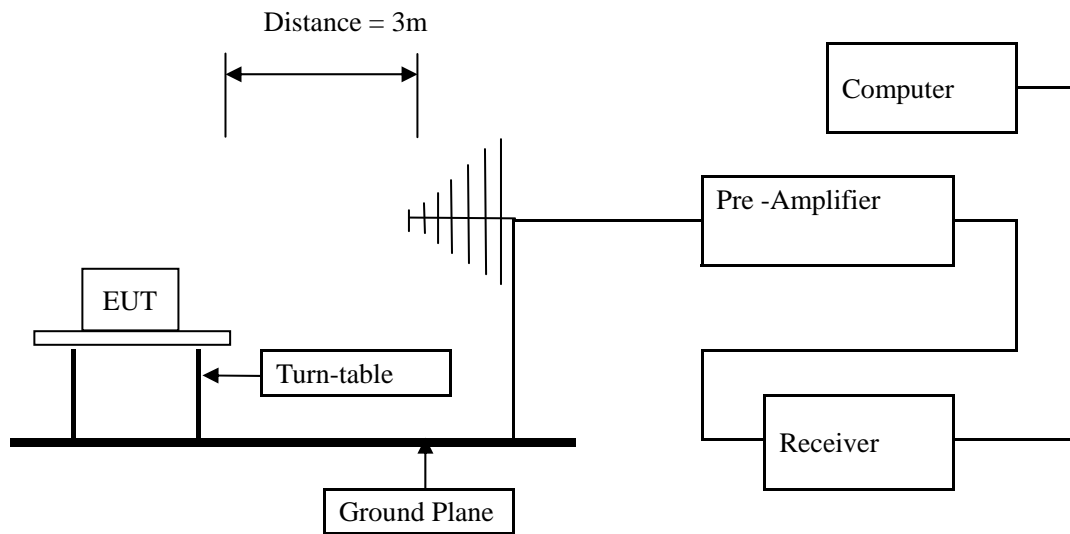 Distance = 3m
Computer
Pre -Amplifier
EUT
Turn-table
Receiver
Ground Plane